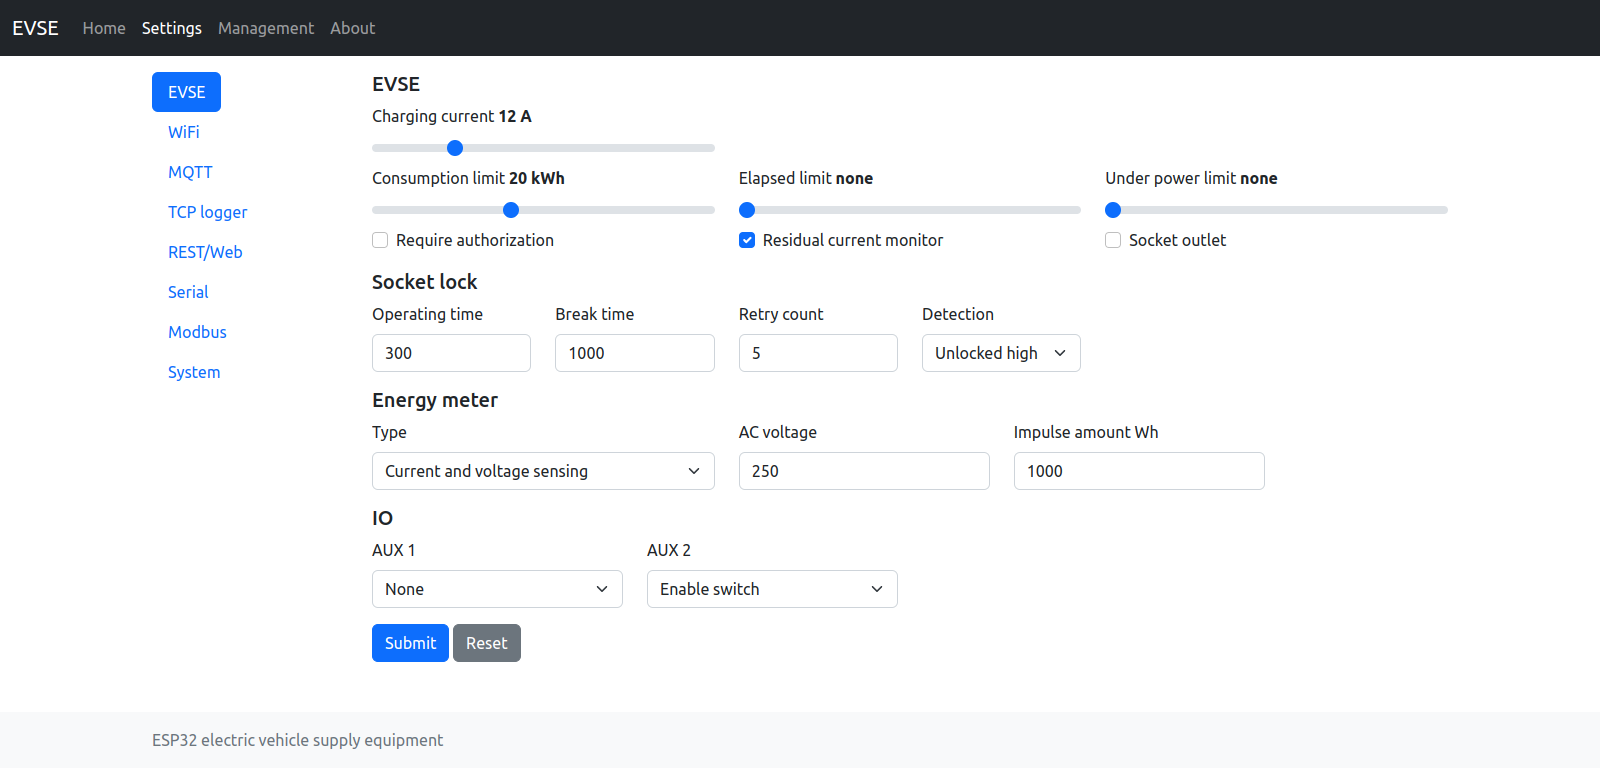 EVSE Home Settings Management About
EVSE
WiFi
MQTT
TCP logger
REST/Web
Serial
Modbus
System
EVSE
Charging current 12 A
Consumption limit 20 kWh Elapsed limit none Under power limit none
Require authorization Residual current monitor Socket outlet
Socket lock
Operating time Break time Retry count Detection
300 1000 5 Unlocked high
Energy meter
Type AC voltage Impulse amount Wh
Current and voltage sensing 250 1000
IO
AUX 1 AUX 2
None Enable switch
Submit Reset
ESP32 electric vehicle supply equipment